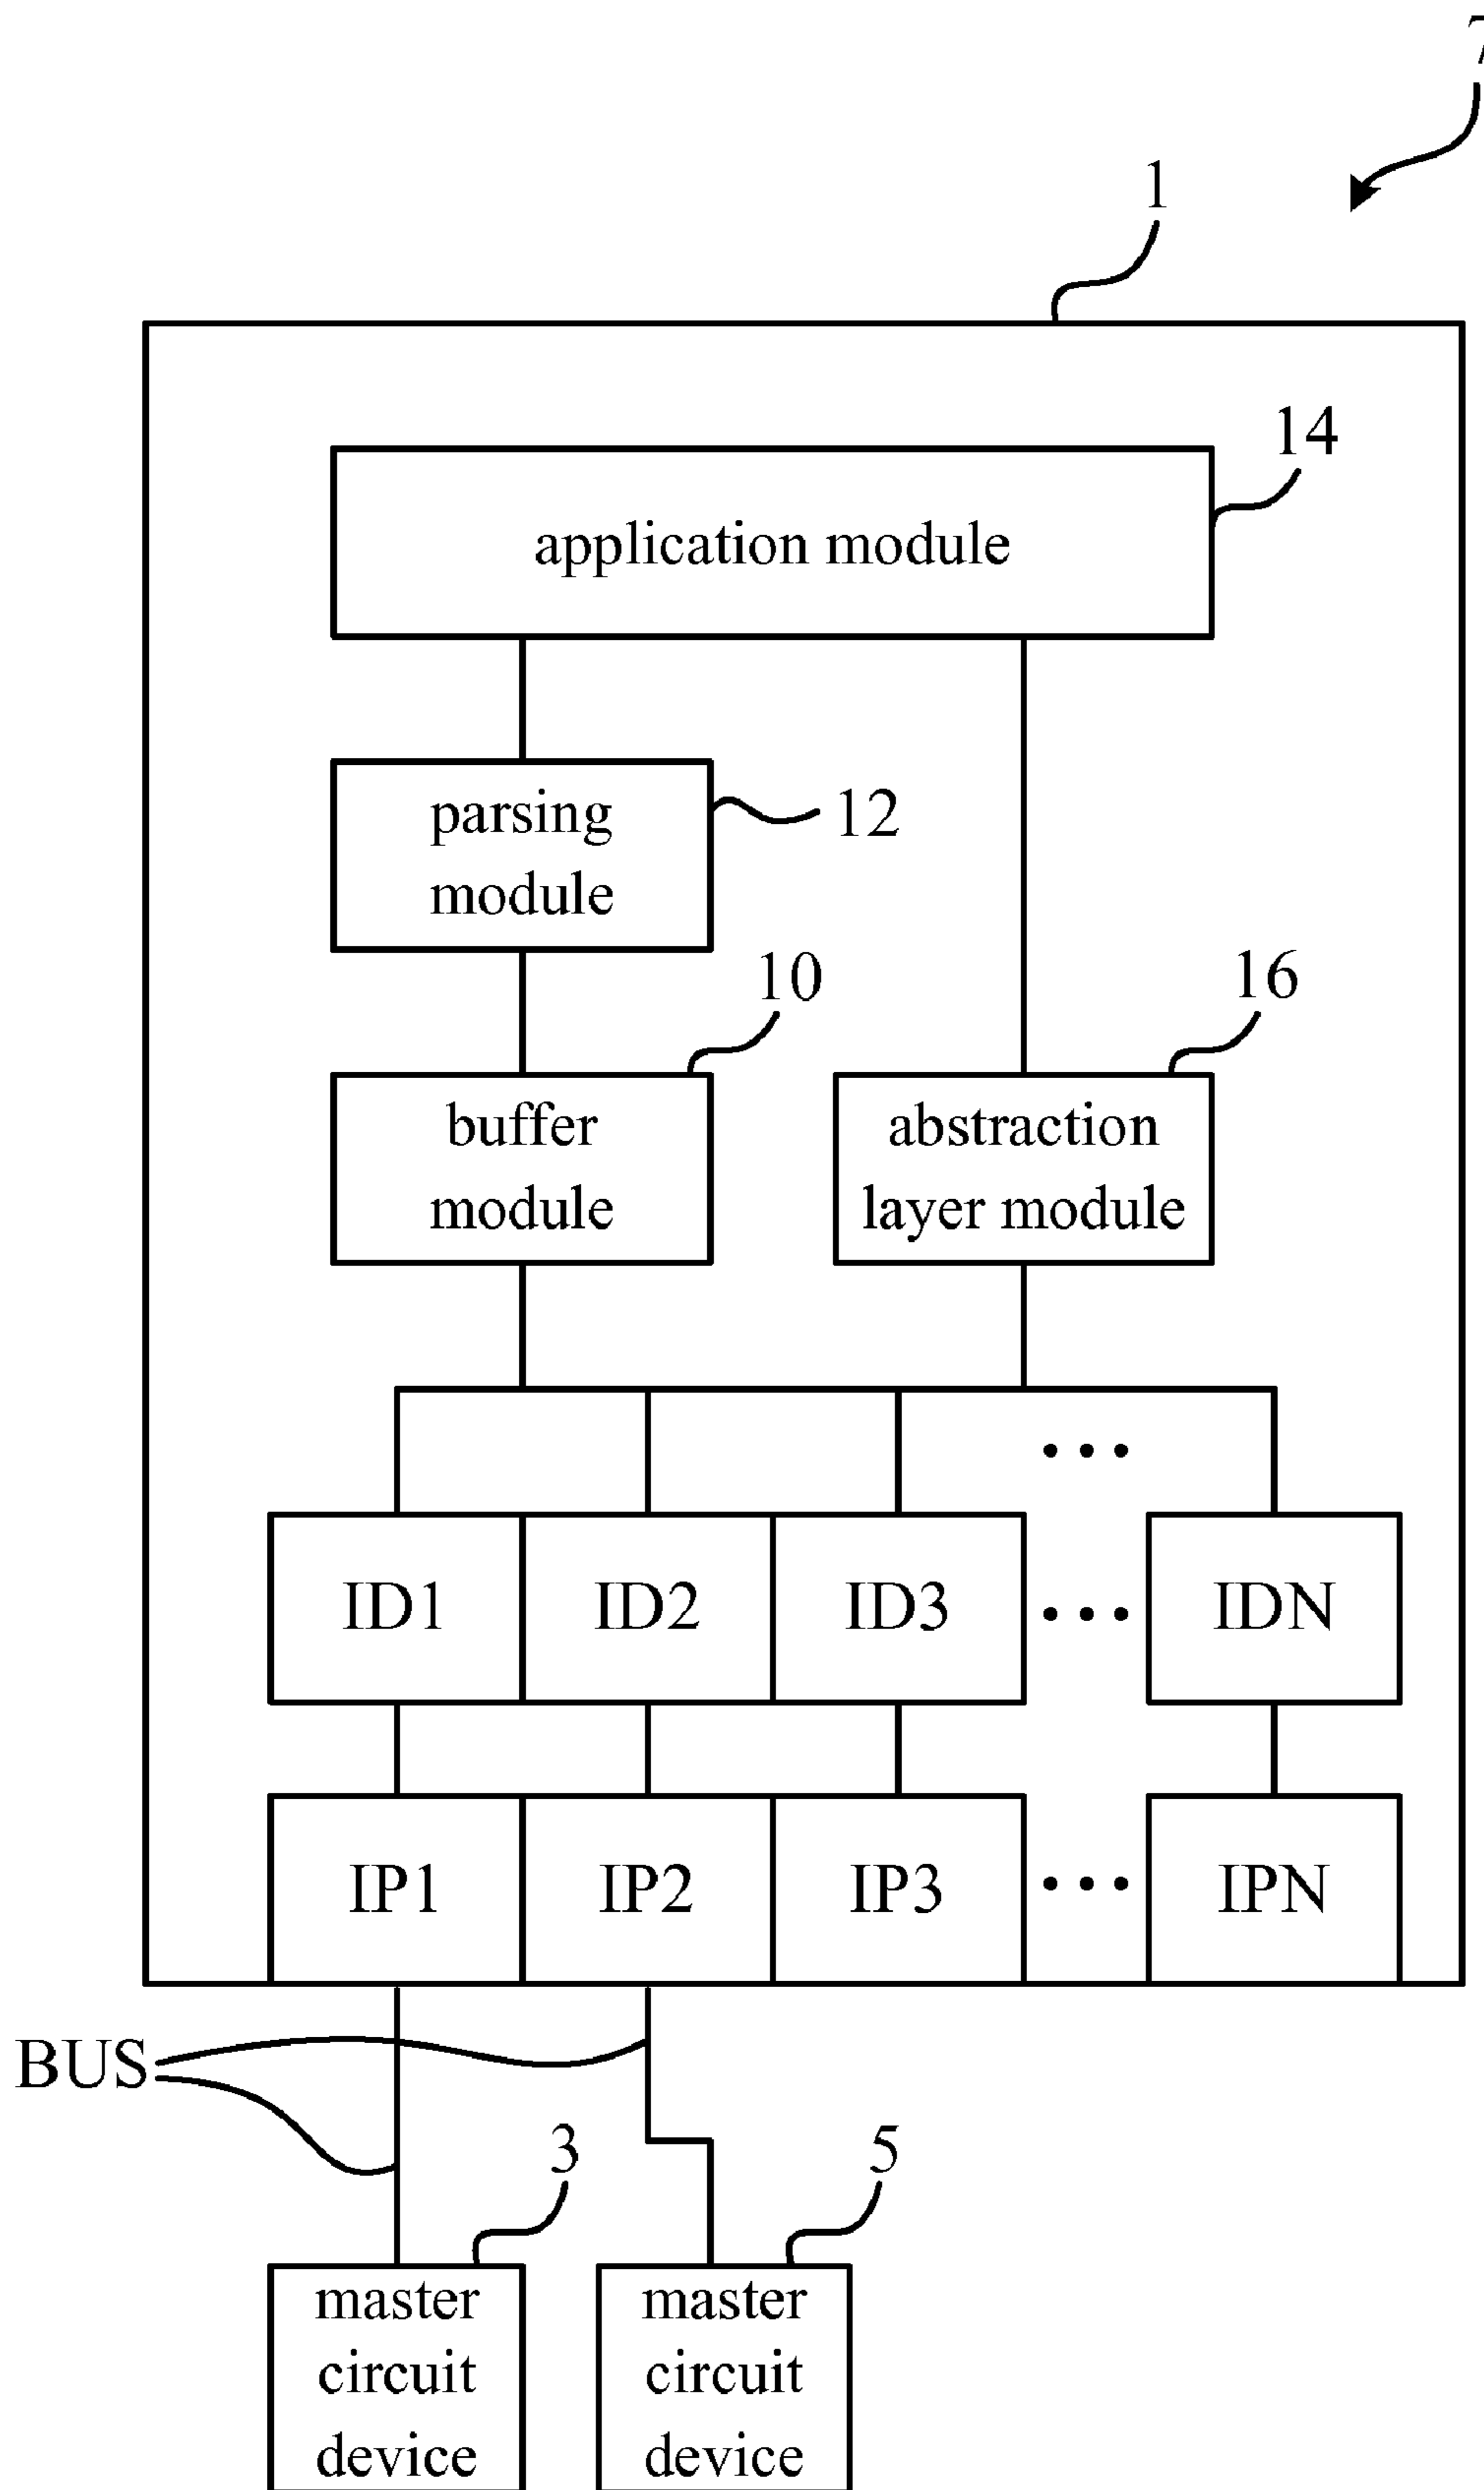 7
1
14
application module
parsing
module
12
10
16
buffer
module
abstraction
layer module
...
ID1 ID2 ID3 ... IDN
IP1 IP2 IP3 ... IPN
BUS
3
5
master
circuit
device
master
circuit
device